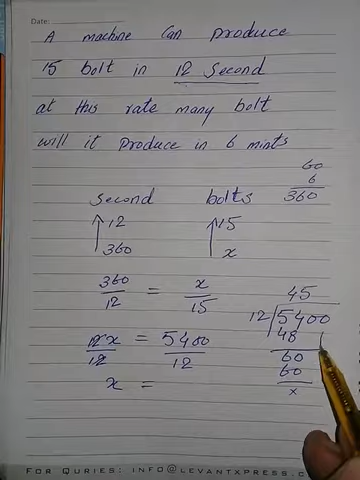 Date:
A machine can produce
15 bolt in 12 second
at this rate many bolt
will it produce in 6 mints
60
6
360
second bolts
12 15
360 x
360/12 = x/15
12x/12 = 5400/12
x =
45
12 5400
48
60
60
x
FOR QURIES: INFO@LEVANTXPRESS.C